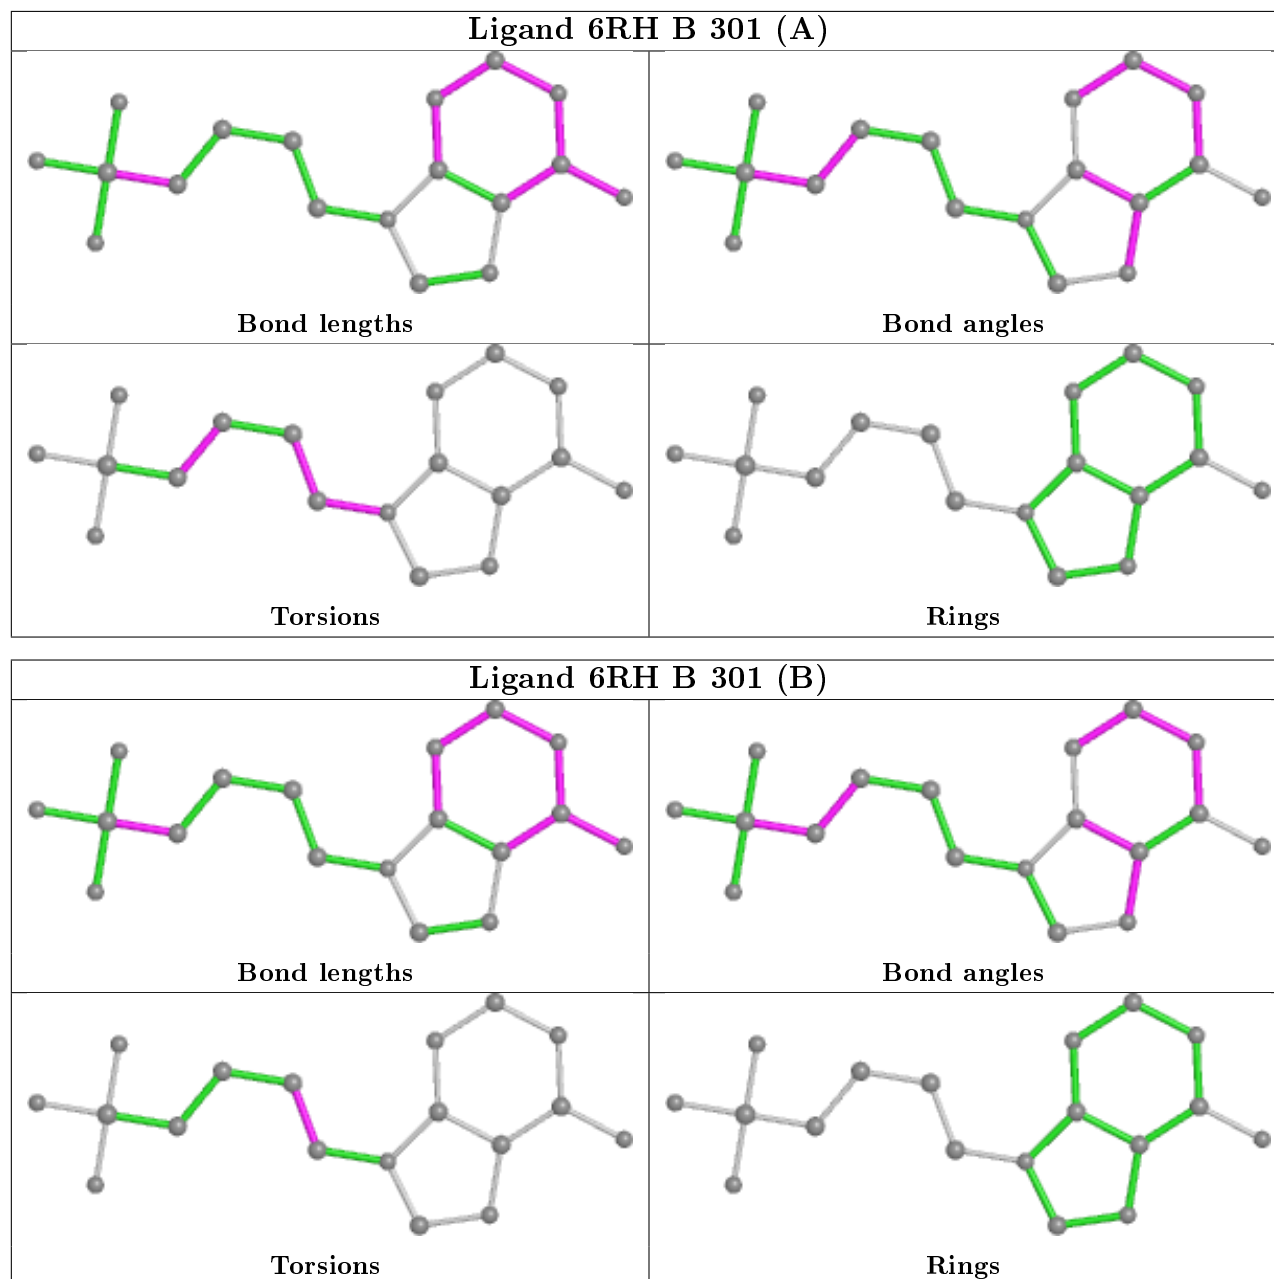 Ligand 6RH B 301 (A)
Bond lengths
Bond angles
Torsions
Rings
Ligand 6RH B 301 (B)
Bond lengths
Bond angles
Torsions
Rings